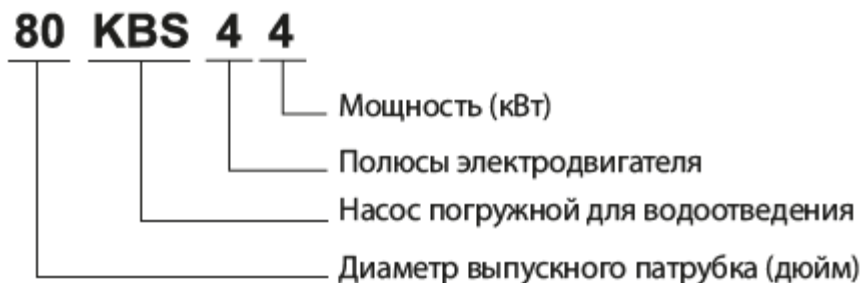 80 KBS 4 4
Мощность (кВт)
Полюсы электродвигателя
Насос погружной для водоотведения
Диаметр выпускного патрубка (дюйм)